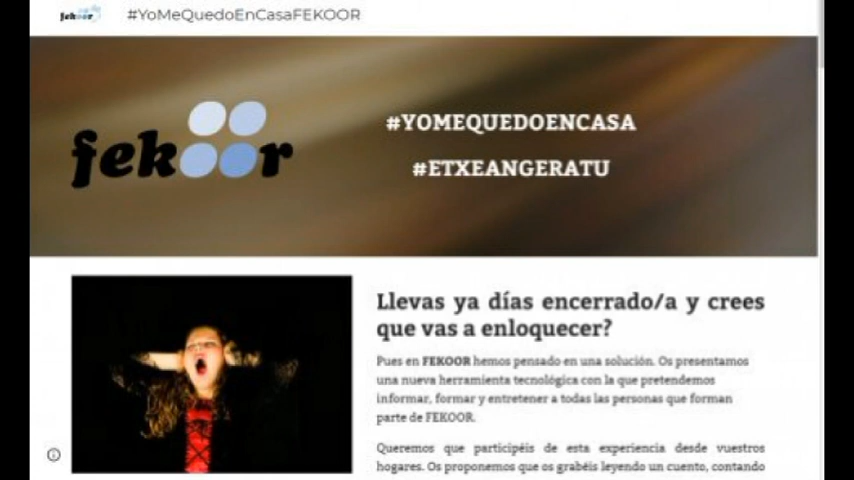 fekoor #YoMeQuedoEnCasaFEKOOR
fekoor
#YOMEQUEDOENCASA
#ETXEANGERATU
Llevas ya días encerrado/a y crees
que vas a enloquecer?
Pues en FEKOOR hemos pensado en una solución. Os presentamos
una nueva herramienta tecnológica con la que pretendemos
informar, formar y entretener a todas las personas que forman
parte de FEKOOR.
Queremos que participéis de esta experiencia desde vuestros
hogares. Os proponemos que os grabéis leyendo un cuento, contando